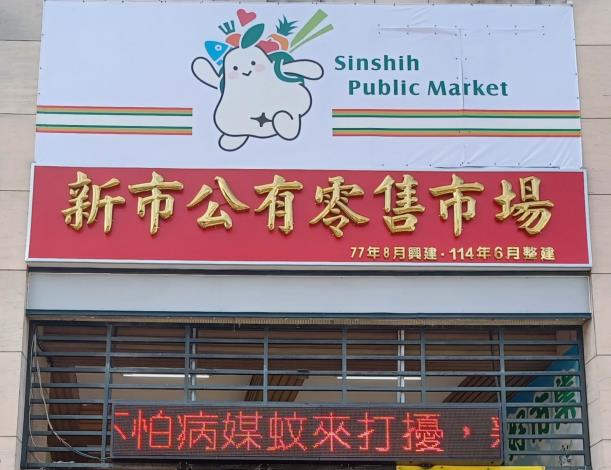 Sinshih
Public Market
新市公有零售市場
77年8月興建·114年6月整建
不怕病媒蚊來打擾，